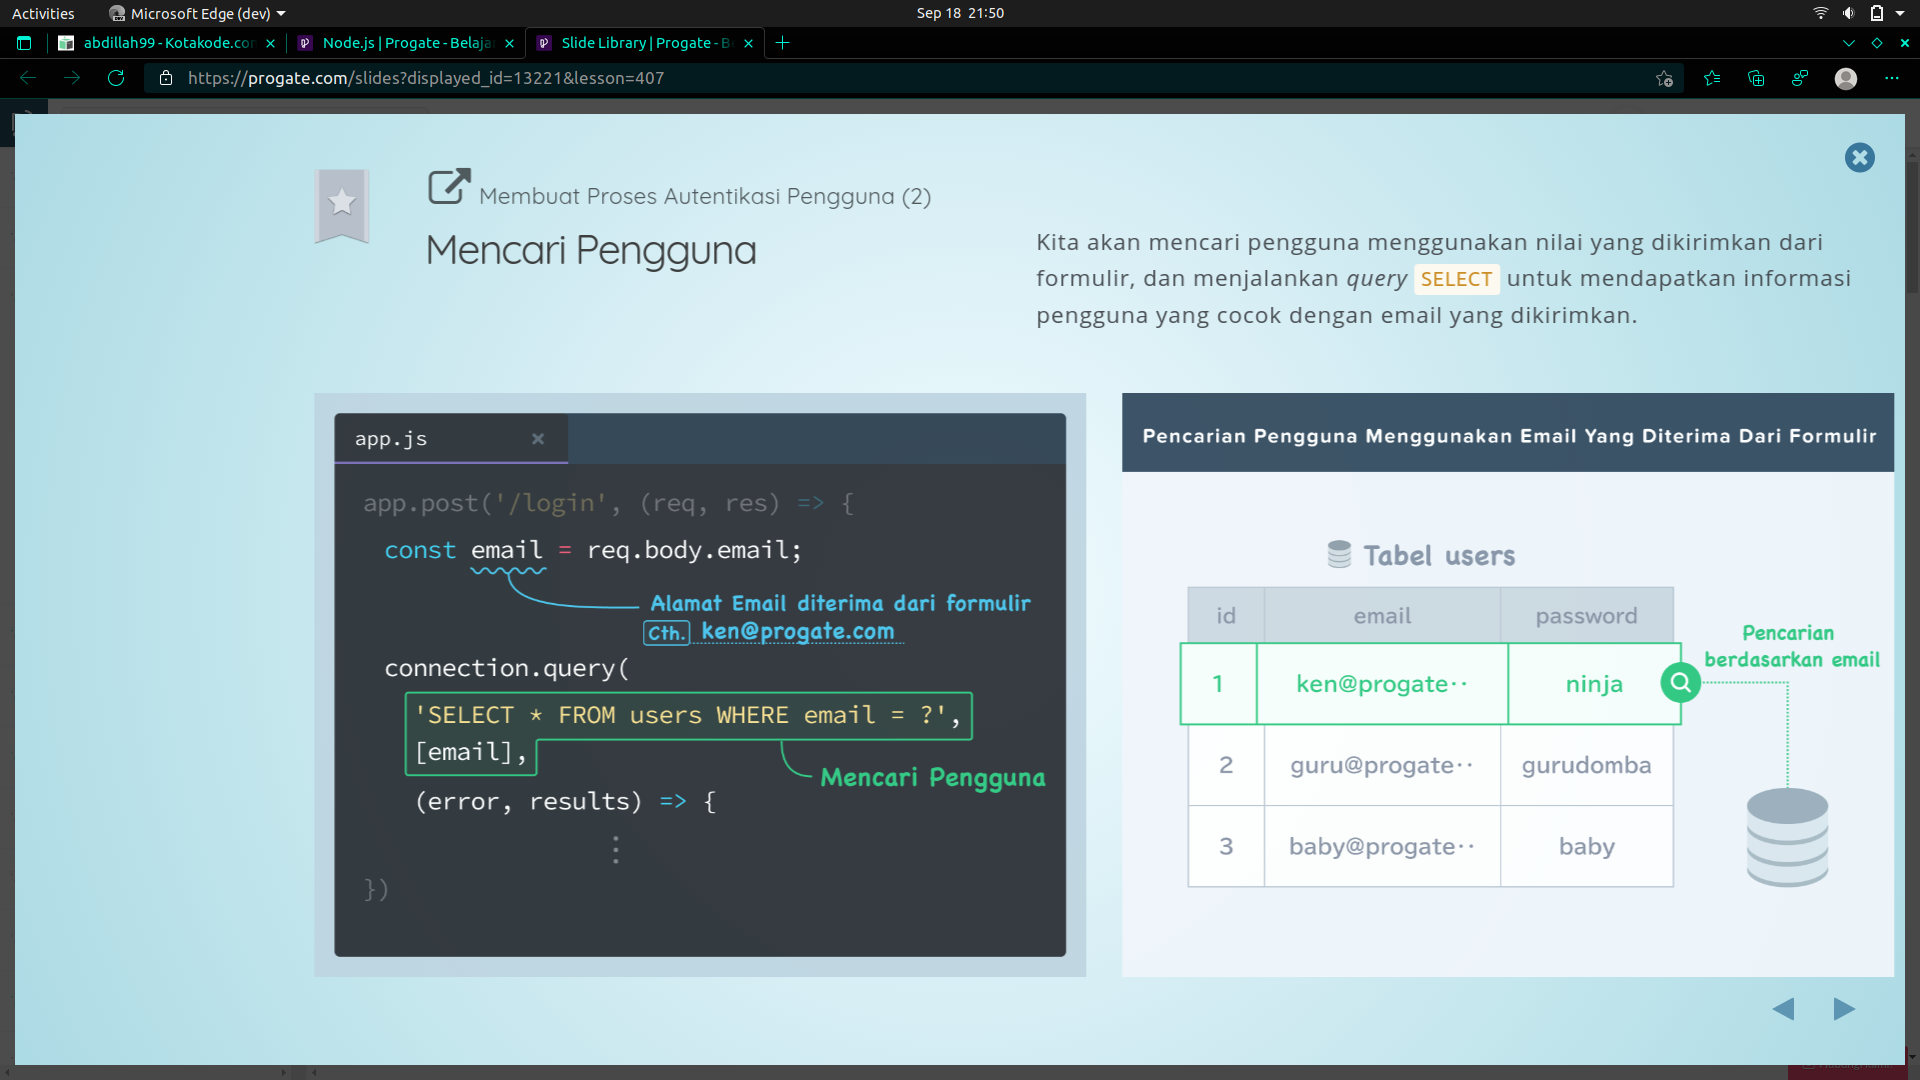 Activities
Microsoft Edge (dev)
Sep 18 21:50
abdillah99 - Kotakode.com
Node.js | Progate - Belaja
Slide Library | Progate - B
https://progate.com/slides?displayed_id=13221&lesson=407
Membuat Proses Autentikasi Pengguna (2)
Mencari Pengguna
Kita akan mencari pengguna menggunakan nilai yang dikirimkan dari
formulir, dan menjalankan query SELECT untuk mendapatkan informasi
pengguna yang cocok dengan email yang dikirimkan.
app.js
app.post('/login', (req, res) => {
const email = req.body.email;
Alamat Email diterima dari formulir
Cth. ken@progate.com
connection.query(
'SELECT * FROM users WHERE email = ?',
[email],
Mencari Pengguna
(error, results) => {
⋮
})
Pencarian Pengguna Menggunakan Email Yang Diterima Dari Formulir
Tabel users
id email password
1 ken@progate·· ninja
2 guru@progate·· gurudomba
3 baby@progate·· baby
Pencarian
berdasarkan email